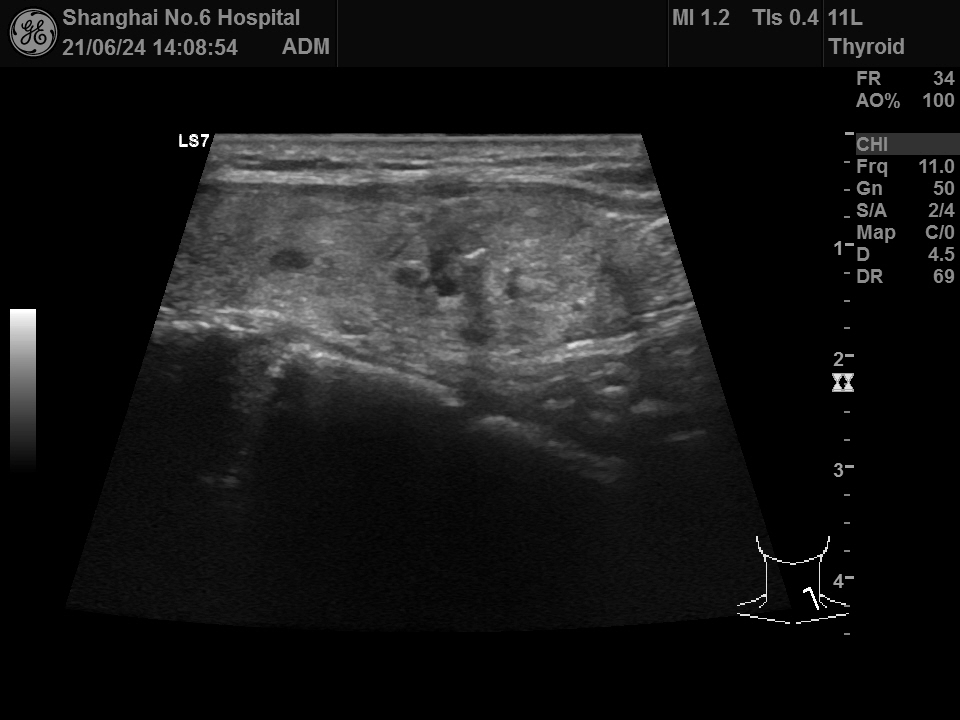 GE
Shanghai No.6 Hospital
21/06/24 14:08:54 ADM
MI 1.2 TIs 0.4
11L
Thyroid
FR 34
AO% 100
CHI
Frq 11.0
Gn 50
S/A 2/4
Map C/0
D 4.5
DR 69
LS7
1
2
3
4